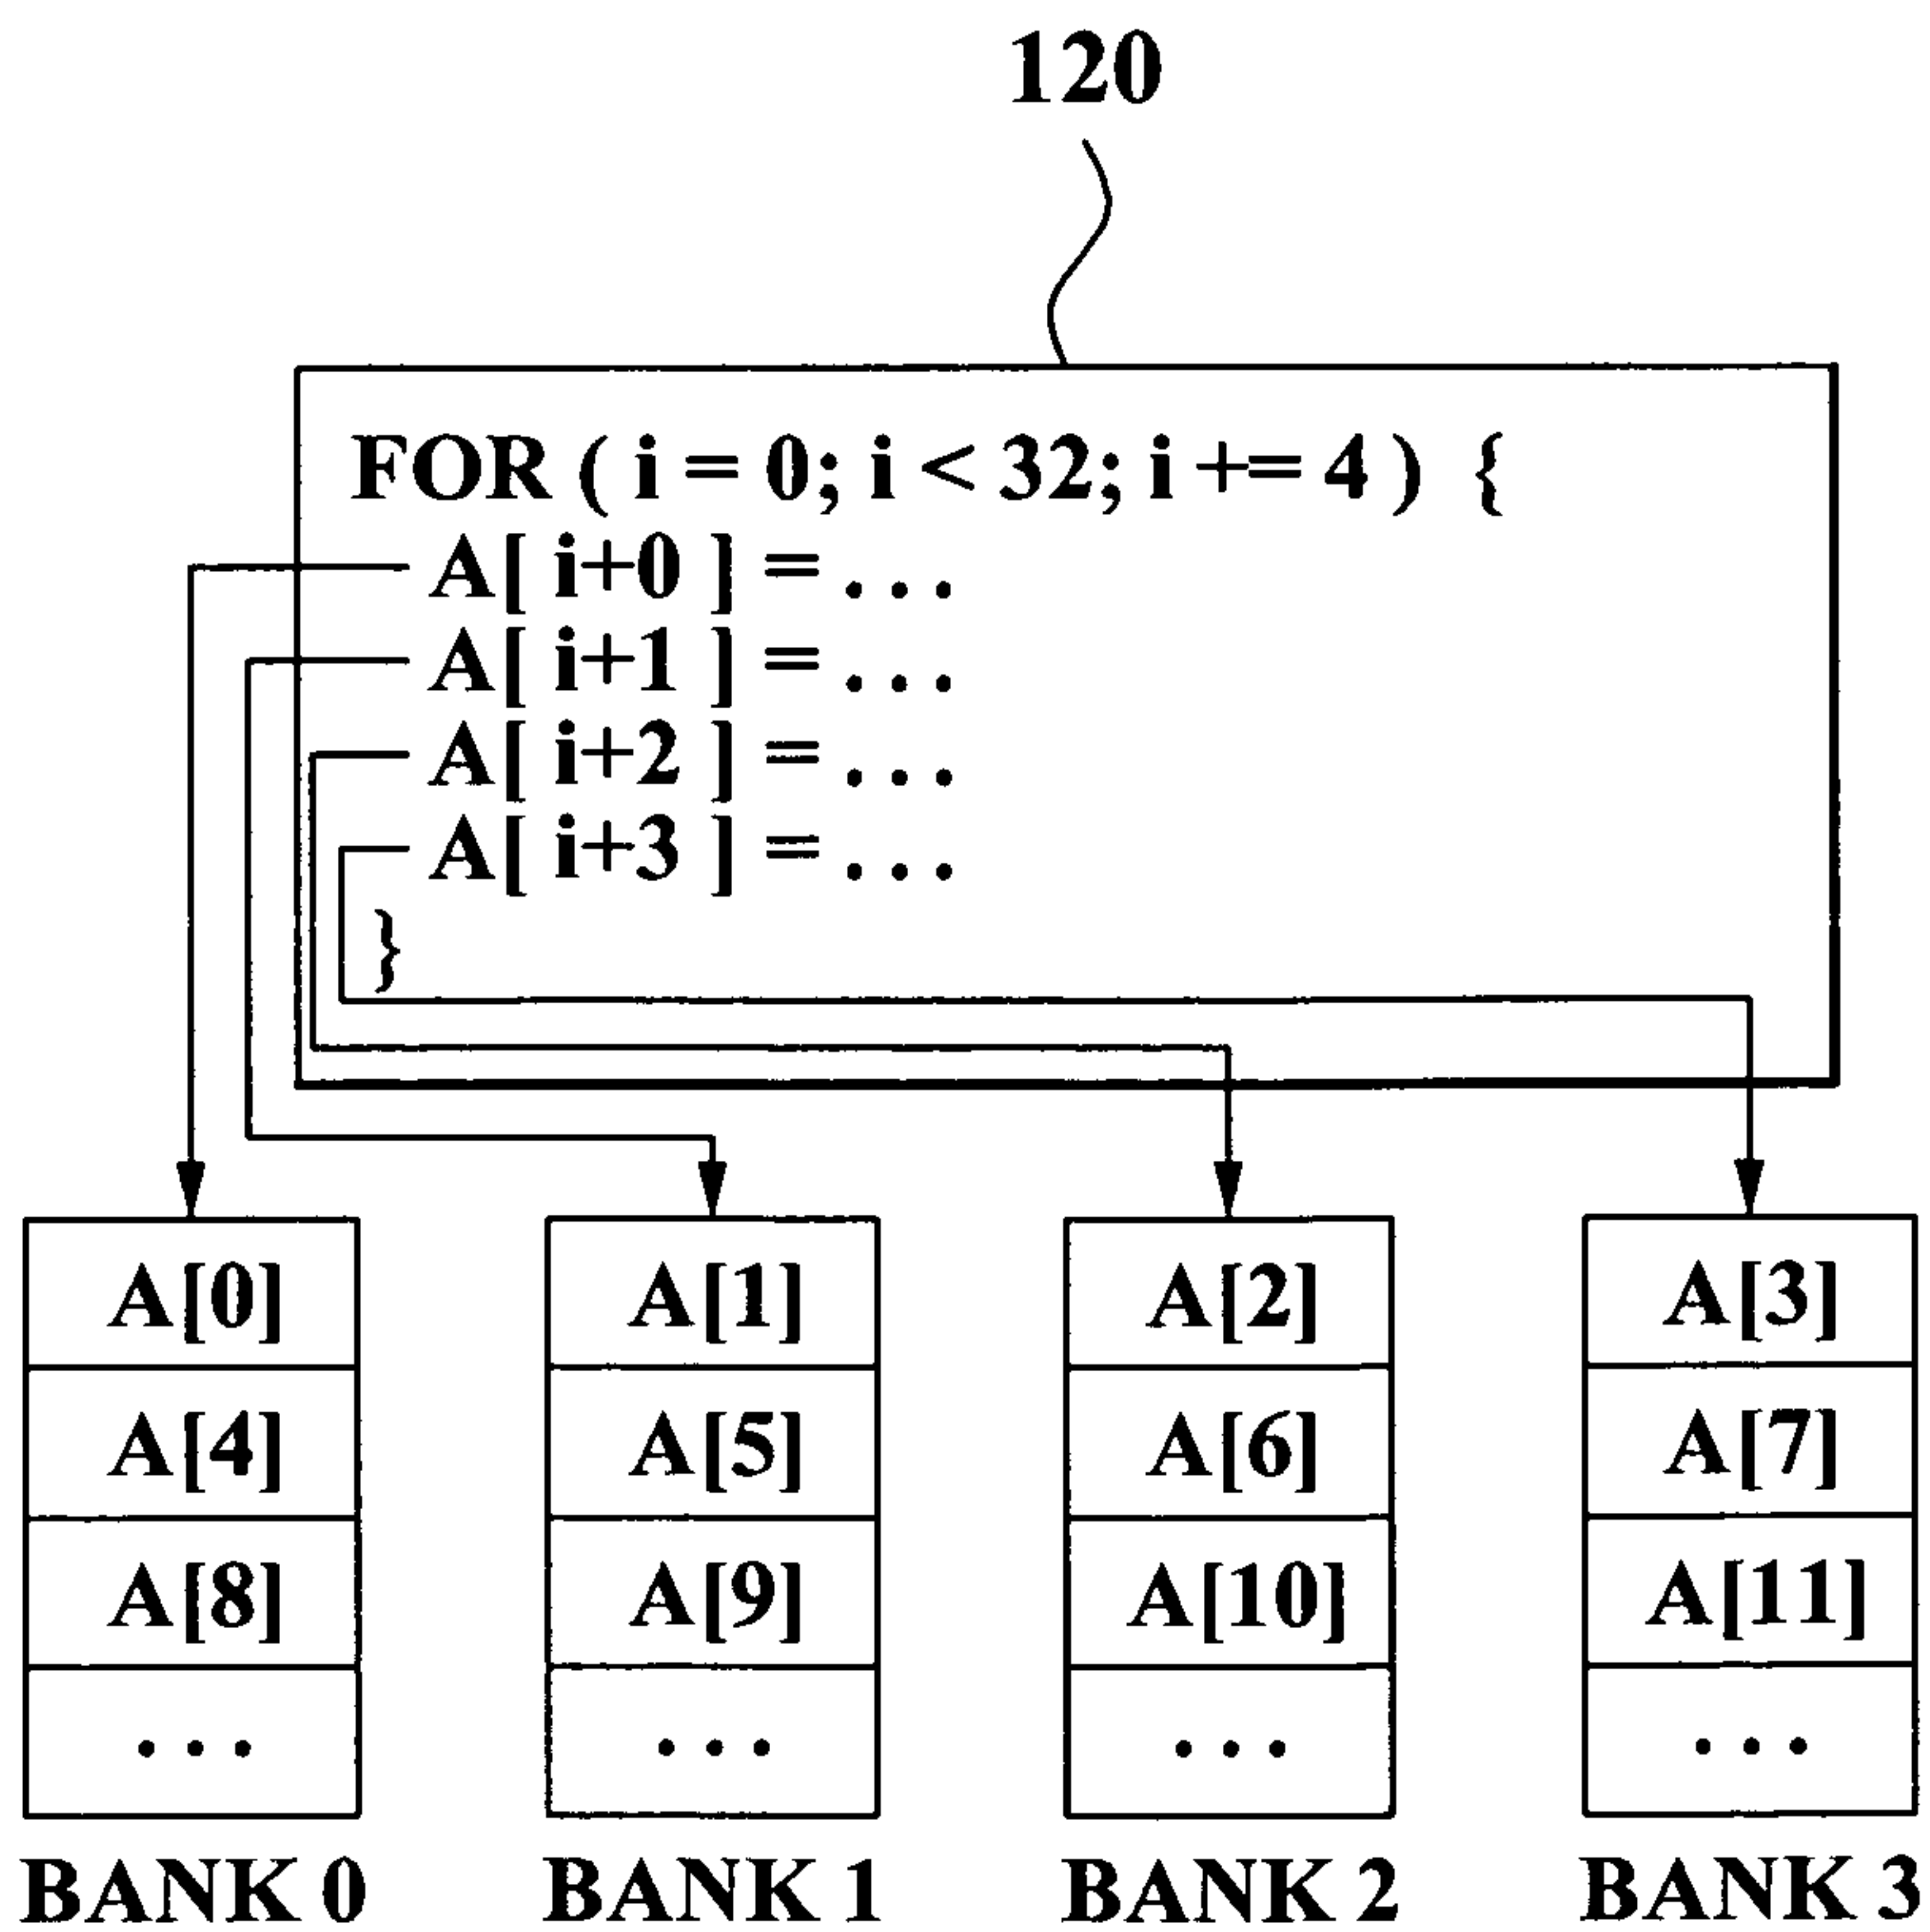 120
FOR ( i = 0; i < 32; i += 4 ) {
A[ i+0 ] = . . .
A[ i+1 ] = . . .
A[ i+2 ] = . . .
A[ i+3 ] = . . .
}
A[0] A[1] A[2] A[3]
A[4] A[5] A[6] A[7]
A[8] A[9] A[10] A[11]
. . . . . . . . . . . .
BANK 0 BANK 1 BANK 2 BANK 3